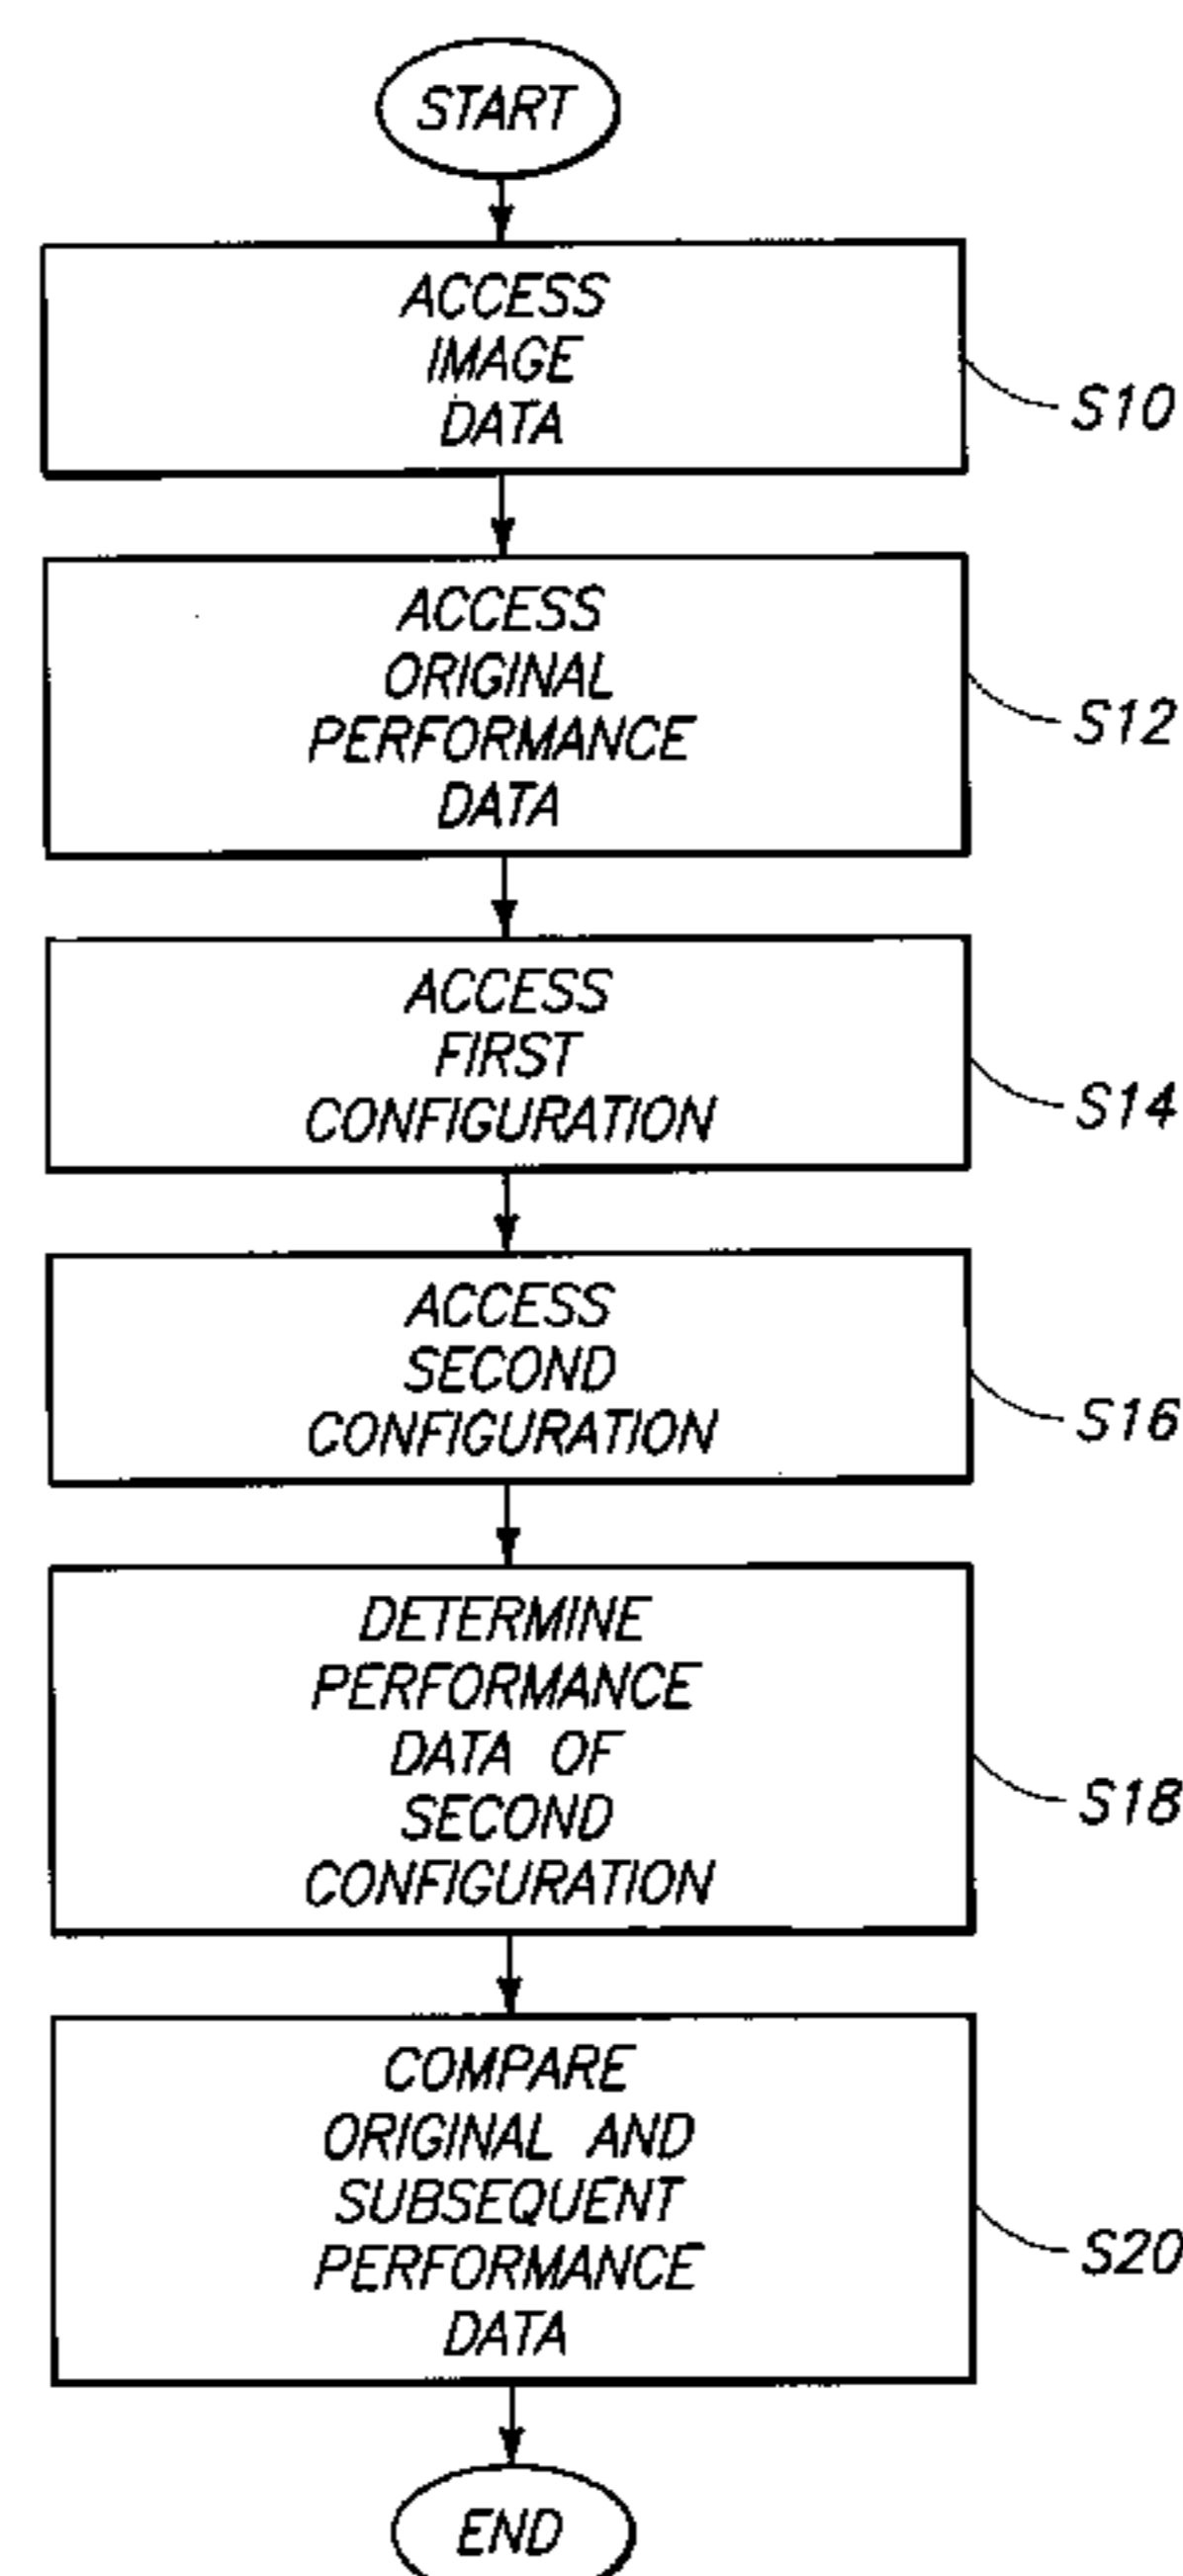 START
ACCESS
IMAGE
DATA
S10
ACCESS
ORIGINAL
PERFORMANCE
DATA
S12
ACCESS
FIRST
CONFIGURATION
S14
ACCESS
SECOND
CONFIGURATION
S16
DETERMINE
PERFORMANCE
DATA OF
SECOND
CONFIGURATION
S18
COMPARE
ORIGINAL AND
SUBSEQUENT
PERFORMANCE
DATA
S20
END